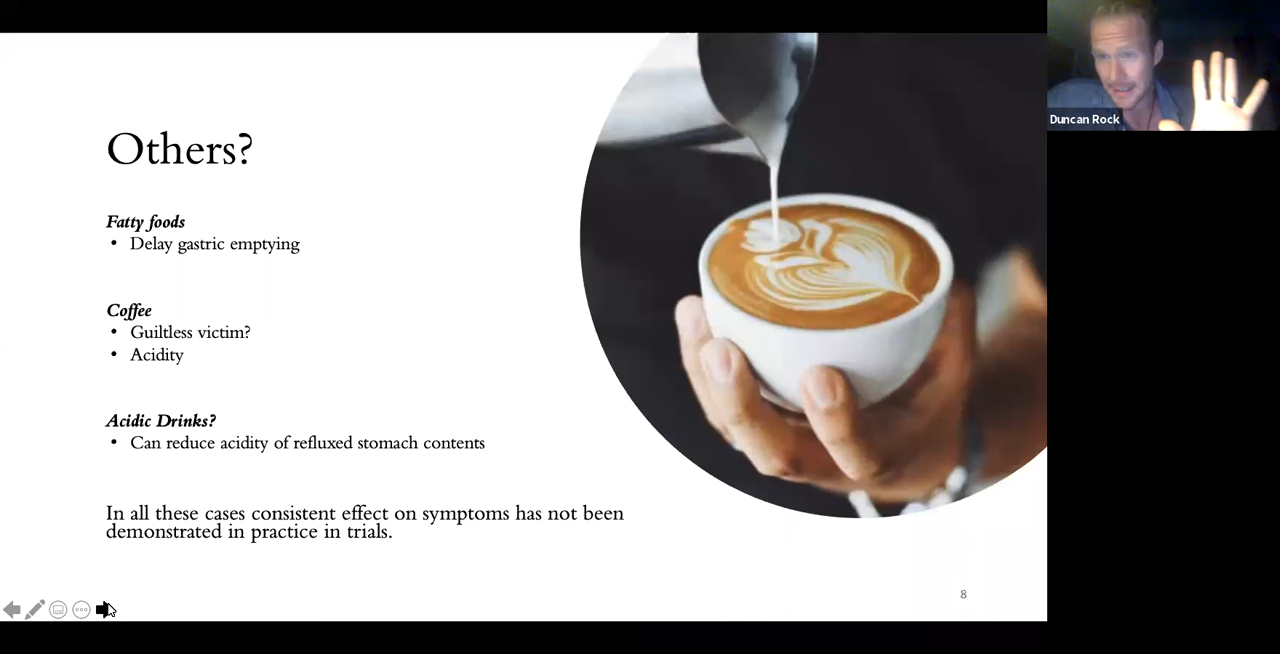 Others?
Fatty foods
• Delay gastric emptying
Coffee
• Guiltless victim?
• Acidity
Acidic Drinks?
• Can reduce acidity of refluxed stomach contents
In all these cases consistent effect on symptoms has not been
demonstrated in practice in trials.
8
Duncan Rock